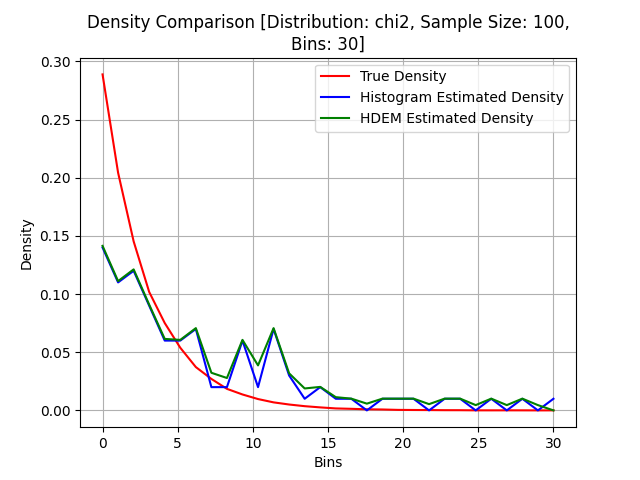 Density Comparison [Distribution: chi2, Sample Size: 100,
Bins: 30]
True Density
Histogram Estimated Density
HDEM Estimated Density
Density
0.30
0.25
0.20
0.15
0.10
0.05
0.00
0 5 10 15 20 25 30
Bins